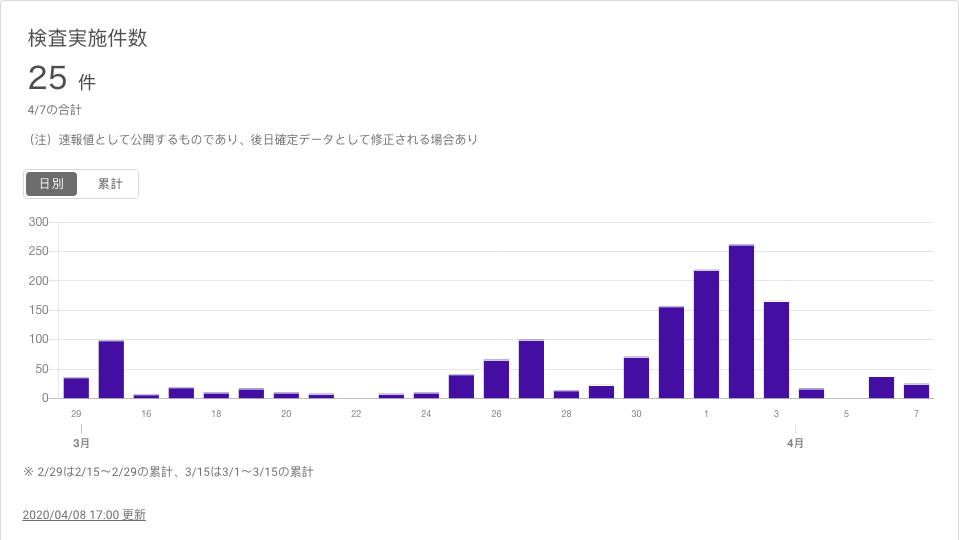 検査実施件数
25 件
4/7の合計
（注）速報値として公開するものであり、後日確定データとして修正される場合あり
日別 累計
300
250
200
150
100
50
0
29 16 18 20 22 24 26 28 30 1 3 5 7
3月 4月
※ 2/29は2/15〜2/29の累計、3/15は3/1〜3/15の累計
2020/04/08 17:00 更新